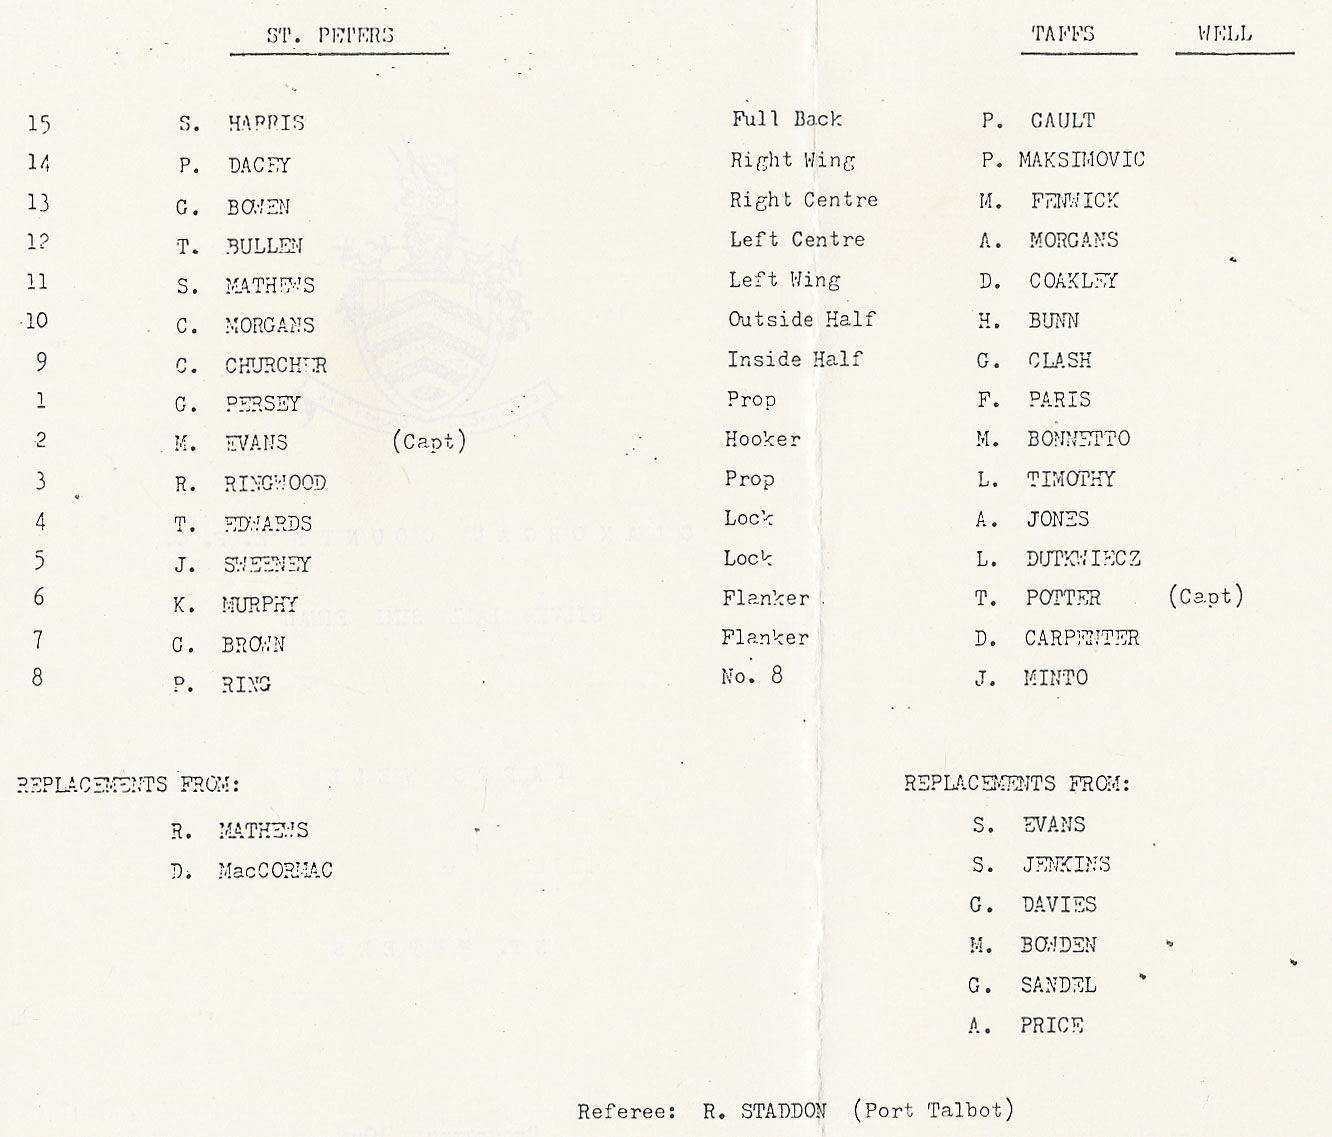 ST. PETERS TAFFS WELL
15 S. HARRIS Full Back P. GAULT
14 P. DACEY Right Wing P. MAKSIMOVIC
13 G. BOWEN Right Centre M. FENWICK
12 T. BULLEN Left Centre A. MORGANS
11 S. MATHEWS Left Wing D. COAKLEY
10 C. MORGANS Outside Half H. BUNN
9 C. CHURCHER Inside Half G. CLASH
1 G. PERSEY Prop F. PARIS
2 M. EVANS (Capt) Hooker M. BONNETTO
3 R. RINGWOOD Prop L. TIMOTHY
4 T. EDWARDS Lock A. JONES
5 J. SWEENEY Lock L. DUTKWIECZ
6 K. MURPHY Flanker T. POTTER (Capt)
7 G. BROWN Flanker D. CARPENTER
8 P. RING No. 8 J. MINTO
REPLACEMENTS FROM: REPLACEMENTS FROM:
R. MATHEWS S. EVANS
D. MacCORMAC S. JENKINS
G. DAVIES
M. BOWDEN
G. SANDEL
A. PRICE
Referee: R. STADDON (Port Talbot)